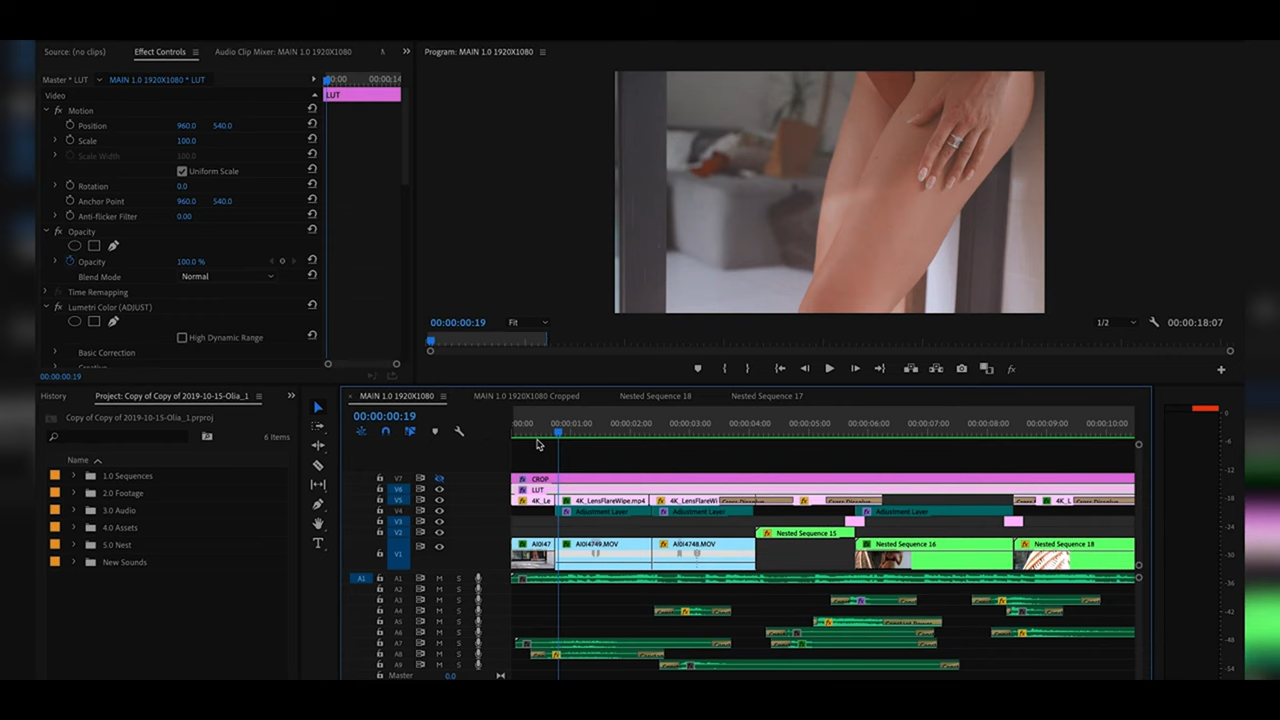 Source: (no clips) Effect Controls Audio Clip Mixer: MAIN 1.0 1920X1080
Program: MAIN 1.0 1920X1080
Master * LUT MAIN 1.0 1920X1080 * LUT
00:00 00:00:14
Video
LUT
Motion
Position 960.0 540.0
Scale 100.0
Scale Width 100.0
Uniform Scale
Rotation 0.0
Anchor Point 960.0 540.0
Anti-flicker Filter 0.00
Opacity
Opacity 100.0 %
Blend Mode Normal
Time Remapping
Lumetri Color (ADJUST)
High Dynamic Range
Basic Correction
Creative
00:00:00:19
00:00:00:19 Fit 1/2 00:00:18:07
History Project: Copy of Copy of 2019-10-15-Olia_1
Copy of Copy of 2019-10-15-Olia_1.prproj
6 Items
Name
1.0 Sequences
2.0 Footage
3.0 Audio
4.0 Assets
5.0 Nest
New Sounds
MAIN 1.0 1920X1080 MAIN 1.0 1920X1080 Cropped Nested Sequence 18 Nested Sequence 17
00:00:00:19
:00:00 00:00:01:00 00:00:02:00 00:00:03:00 00:00:04:00 00:00:05:00 00:00:06:00 00:00:07:00 00:00:08:00 00:00:09:00 00:00:10:00
V7 CROP
V6 LUT
V5 4K_Le 4K_LensFlareWipe.mp4 4K_LensFlareWi 4K_L
V4 Adjustment Layer Adjustment Layer Adjustment Layer
V3
V2 Nested Sequence 15
V1 AI0I47 AI0I4749.MOV AI0I4748.MOV Nested Sequence 16 Nested Sequence 18
A1 A1 M S
A2 M S
A3 M S
A4 M S
A5 M S
A6 M S
A7 M S
A8 M S
A9 M S
Master 0.0
0
-6
-12
-18
-24
-30
-36
-42
-48
-54